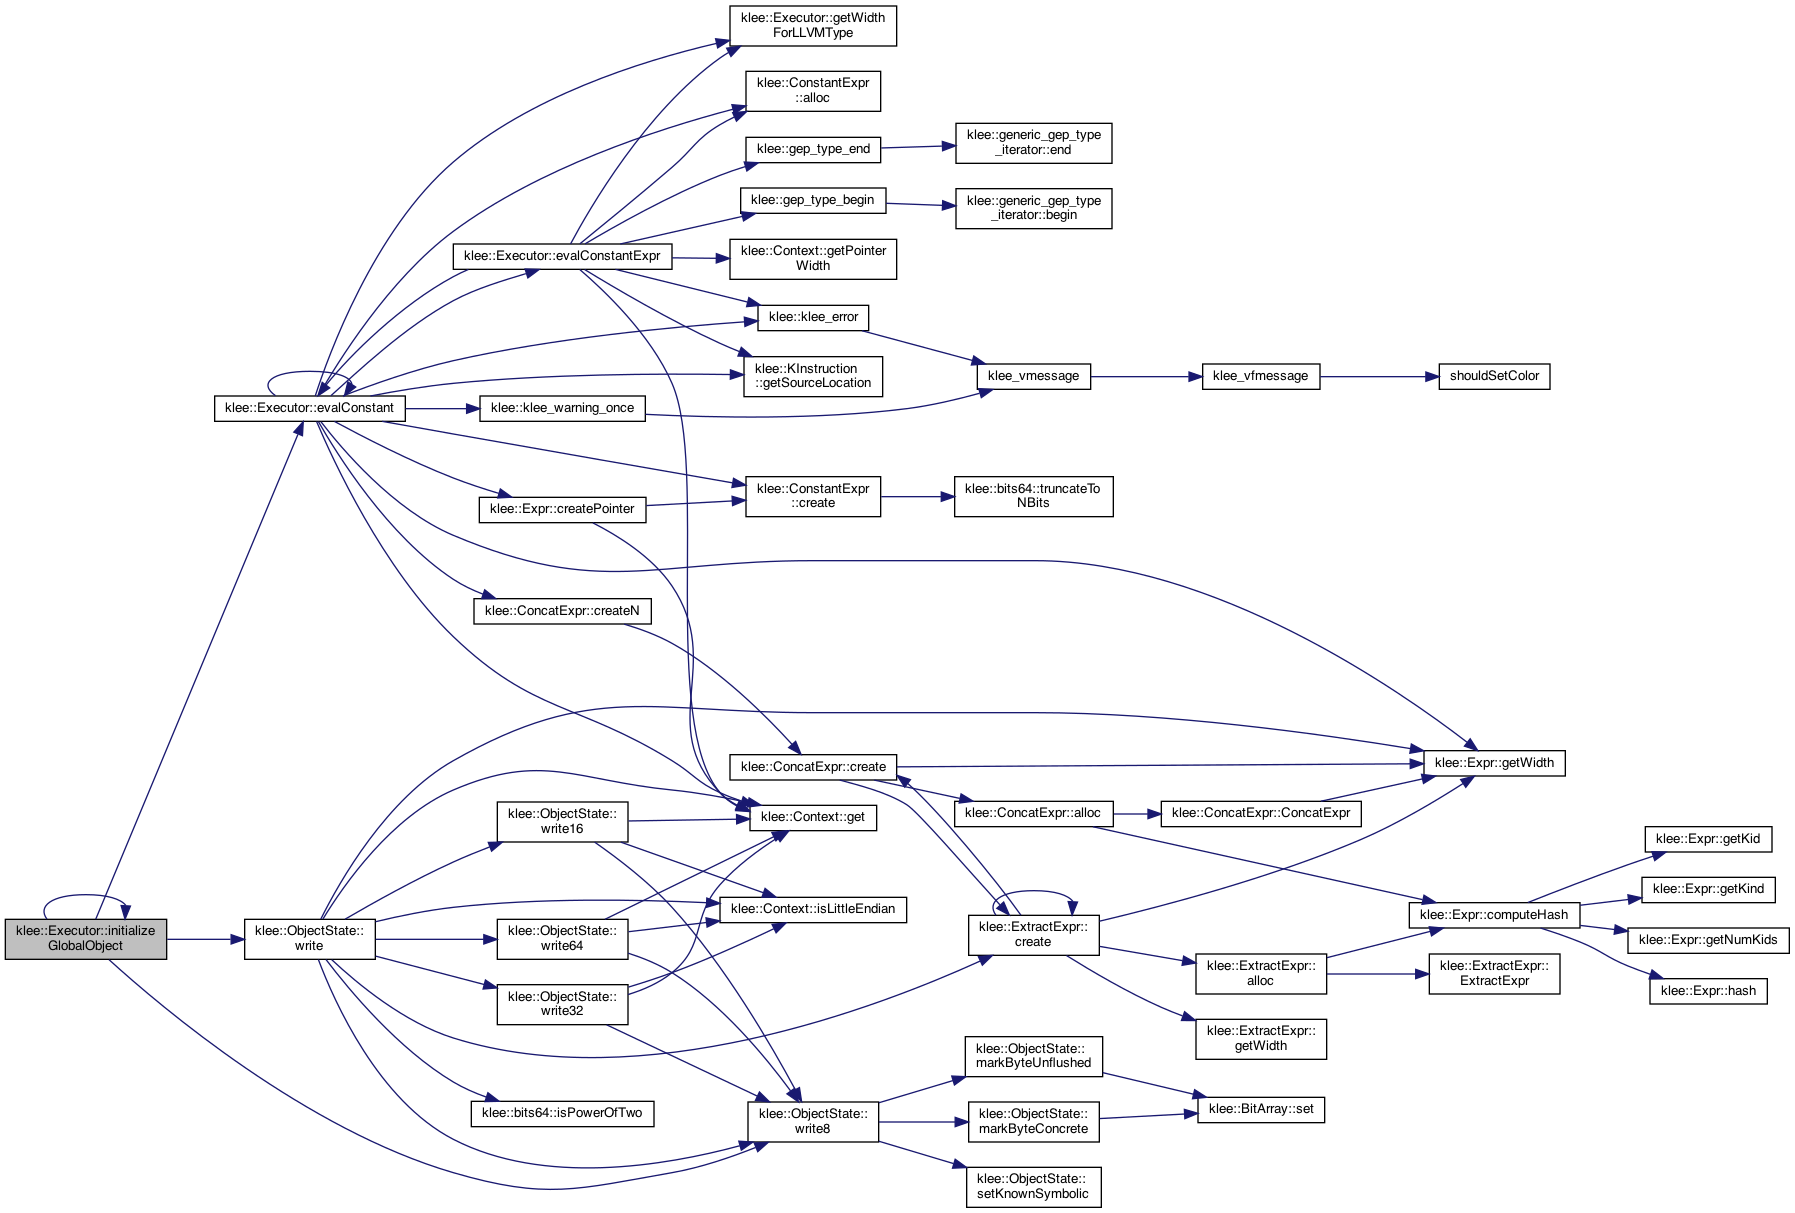 klee::Executor::getWidth
ForLLVMType
klee::ConstantExpr
::alloc
klee::gep_type_end
klee::generic_gep_type
_iterator::end
klee::gep_type_begin
klee::generic_gep_type
_iterator::begin
klee::Executor::evalConstantExpr
klee::Context::getPointer
Width
klee::klee_error
klee::KInstruction
::getSourceLocation
klee_vmessage
klee_vfmessage
shouldSetColor
klee::Executor::evalConstant
klee::klee_warning_once
klee::ConstantExpr
::create
klee::bits64::truncateTo
NBits
klee::Expr::createPointer
klee::ConcatExpr::createN
klee::ConcatExpr::create
klee::Expr::getWidth
klee::ObjectState::
write16
klee::Context::get
klee::ConcatExpr::alloc
klee::ConcatExpr::ConcatExpr
klee::Expr::getKid
klee::Expr::getKind
klee::Executor::initialize
GlobalObject
klee::ObjectState::
write
klee::ObjectState::
write64
klee::Context::isLittleEndian
klee::ExtractExpr::
create
klee::Expr::computeHash
klee::Expr::getNumKids
klee::ObjectState::
write32
klee::ExtractExpr::
alloc
klee::ExtractExpr::
ExtractExpr
klee::Expr::hash
klee::ExtractExpr::
getWidth
klee::ObjectState::
markByteUnflushed
klee::bits64::isPowerOfTwo
klee::ObjectState::
write8
klee::ObjectState::
markByteConcrete
klee::BitArray::set
klee::ObjectState::
setKnownSymbolic